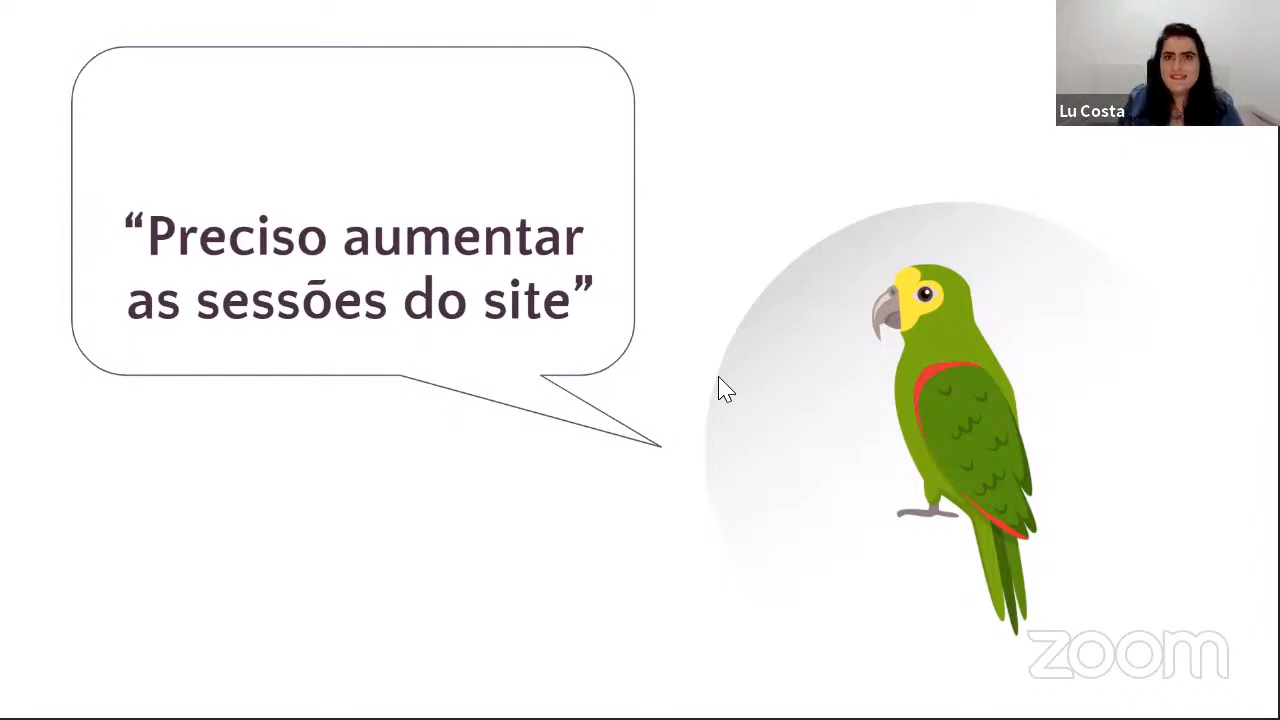 Lu Costa
“Preciso aumentar
as sessões do site”
zoom